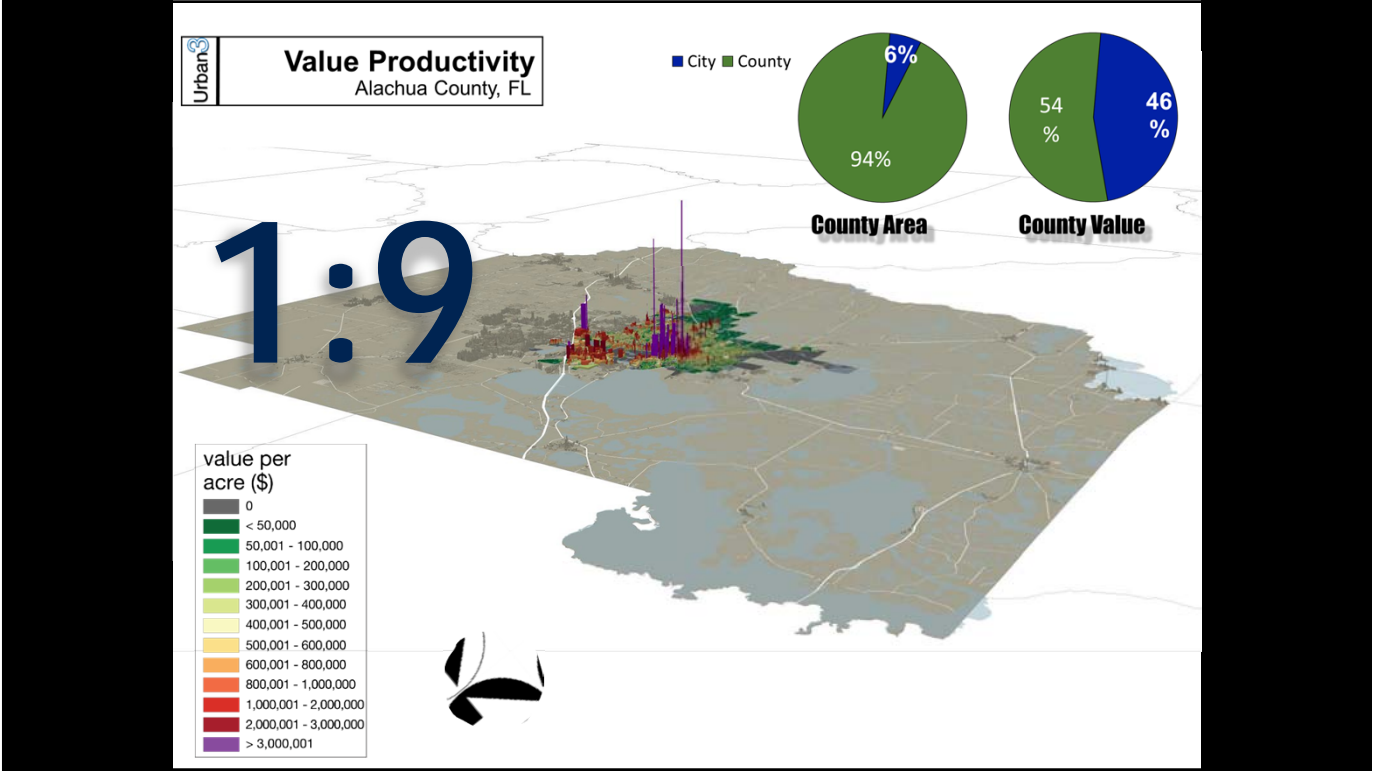 Urban3
Value Productivity
Alachua County, FL
City County
6%
94%
County Area
54
%
46
%
County Value
1:9
value per
acre ($)
0
< 50,000
50,001 - 100,000
100,001 - 200,000
200,001 - 300,000
300,001 - 400,000
400,001 - 500,000
500,001 - 600,000
600,001 - 800,000
800,001 - 1,000,000
1,000,001 - 2,000,000
2,000,001 - 3,000,000
> 3,000,001